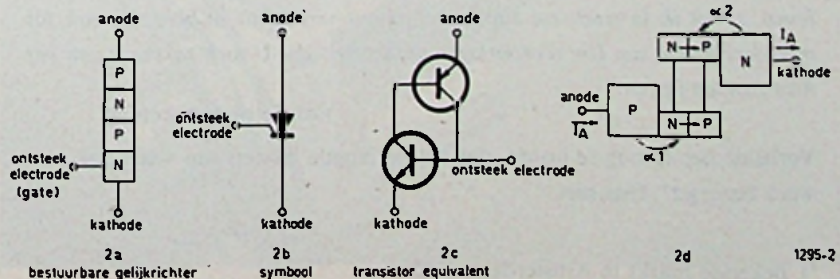 anode
P
N
P
N
ontsteek
electrode
(gate)
kathode
2a
bestuurbare gelijkrichter
anode
ontsteek
electrode
kathode
2b
symbool
anode
ontsteek electrode
kathode
2c
transistor equivalent
α2
N P
N
I_A
kathode
anode
I_A
P
N P
α1
2d
1295-2